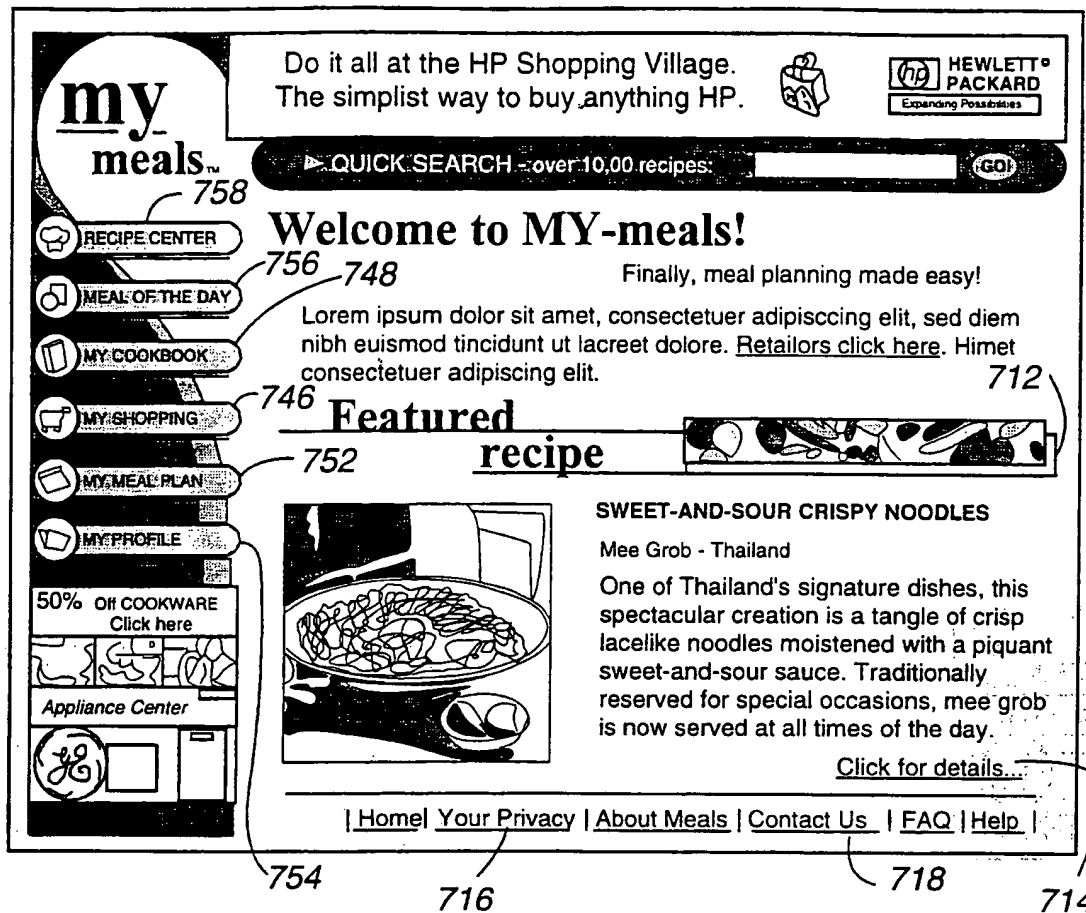 Do it all at the HP Shopping Village.
The simplist way to buy anything HP.
hp HEWLETT®
PACKARD
Expanding Possibilities
my
meals™
QUICK SEARCH - over 10,00 recipes:
GO!
758
RECIPE CENTER
Welcome to MY-meals!
756
MEAL OF THE DAY
748
Finally, meal planning made easy!
Lorem ipsum dolor sit amet, consectetuer adipisccing elit, sed diem
nibh euismod tincidunt ut lacreet dolore. Retailors click here. Himet
consectetuer adipiscing elit.
MY COOKBOOK
712
746
MY SHOPPING
Featured
recipe
752
MY MEAL PLAN
MY PROFILE
SWEET-AND-SOUR CRISPY NOODLES
Mee Grob - Thailand
One of Thailand's signature dishes, this
spectacular creation is a tangle of crisp
lacelike noodles moistened with a piquant
sweet-and-sour sauce. Traditionally
reserved for special occasions, mee grob
is now served at all times of the day.
Click for details...
50% Off COOKWARE
Click here
Appliance Center
GE
| Home| Your Privacy | About Meals | Contact Us | FAQ | Help |
754
716
718
714